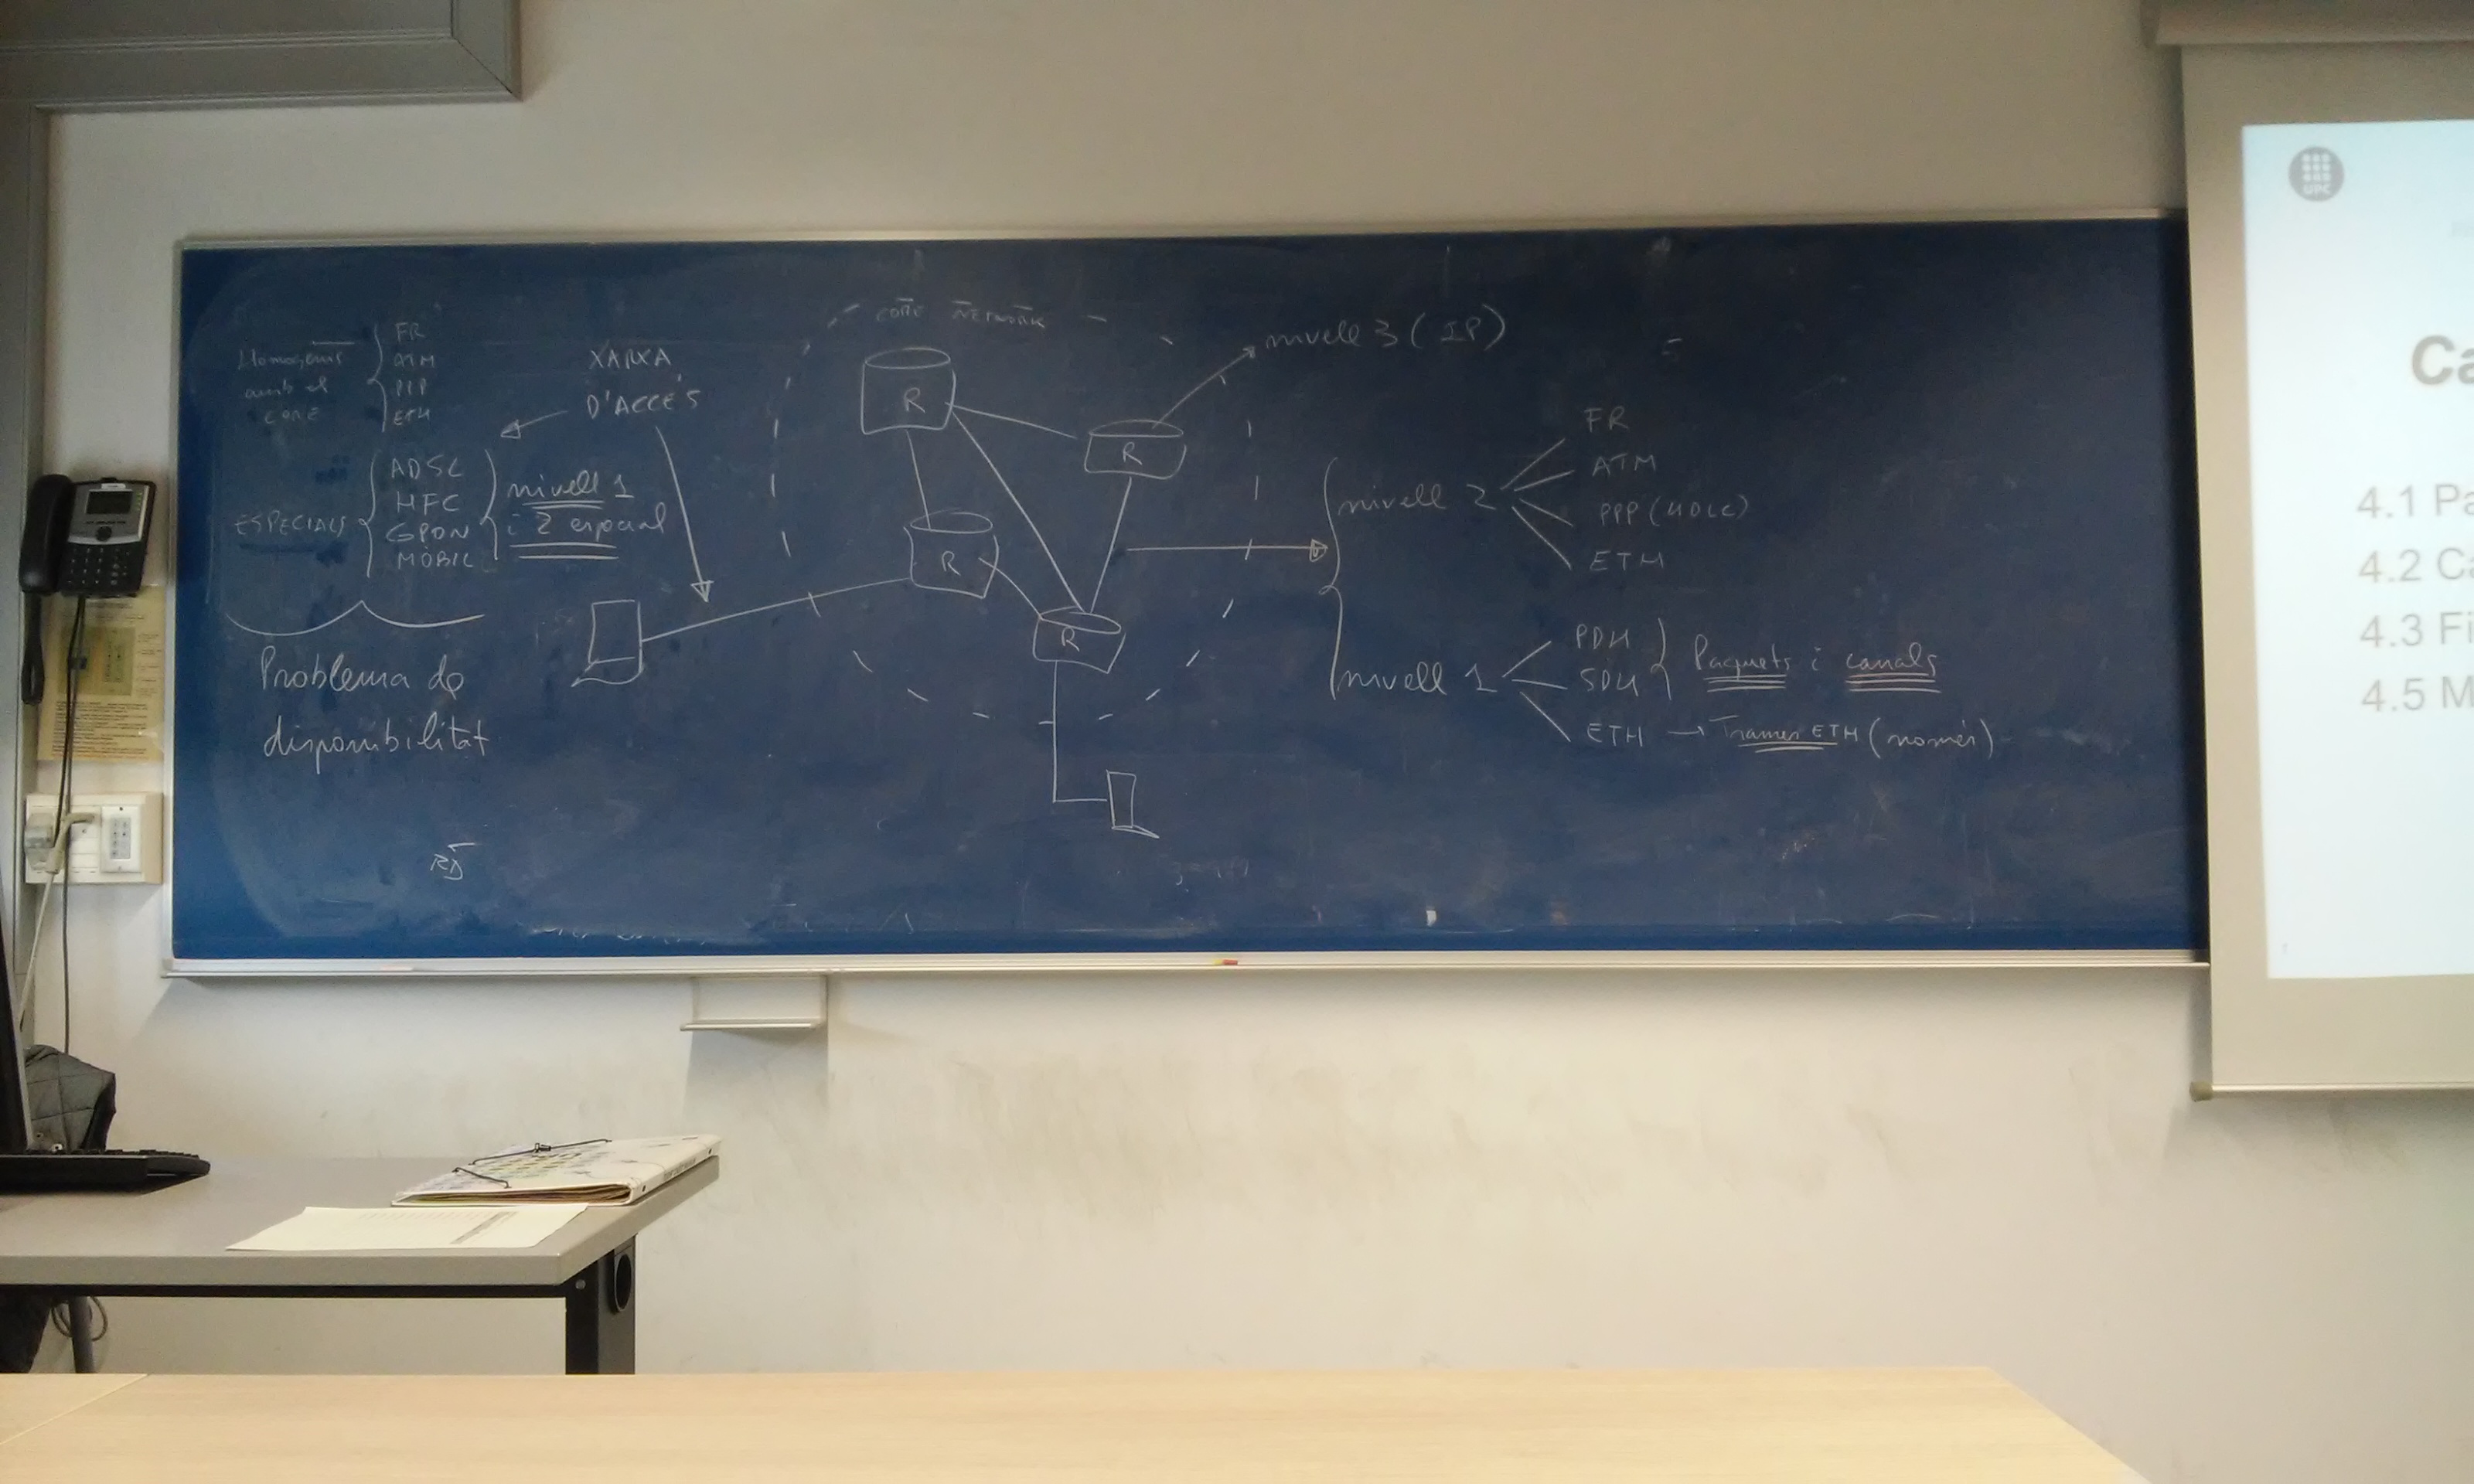 CORE NETWORK
Homogenis
amb el
CORE
FR
ATM
PPP
ETH
XARXA
D'ACCÉS
ESPECIALS
ADSL
HFC
GPON
MÒBIL
nivell 1
i 2 especial
Problema de
disponibilitat
R
R
R
R
nivell 3 (IP)
nivell 2
FR
ATM
PPP (HDLC)
ETH
nivell 1
PDH
SDH
Paquets i canals
ETH → Trames ETH (només)
UPC
Ca
4.1 Pa
4.2 Ca
4.3 Fi
4.5 M